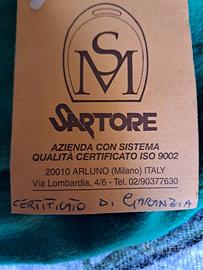 SM
SARTORE
AZIENDA CON SISTEMA
QUALITÀ CERTIFICATO ISO 9002
20010 ARLUNO (Milano) ITALY
Via Lombardia, 4/6 - Tel. 02/90377630
CERTIFICATO DI GARANZIA